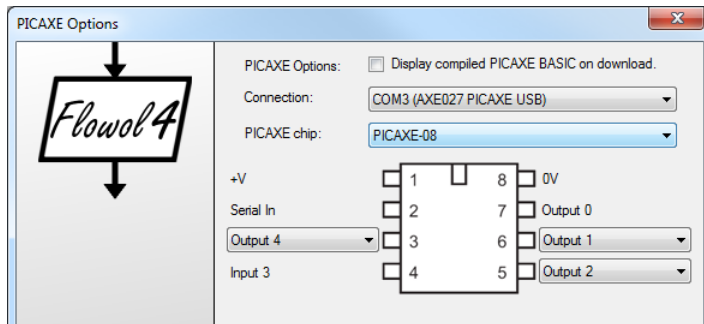 PICAXE Options
Flowol 4
PICAXE Options: Display compiled PICAXE BASIC on download.
Connection: COM3 (AXE027 PICAXE USB)
PICAXE chip: PICAXE-08
+V 1 8 0V
Serial In 2 7 Output 0
Output 4 3 6 Output 1
Input 3 4 5 Output 2